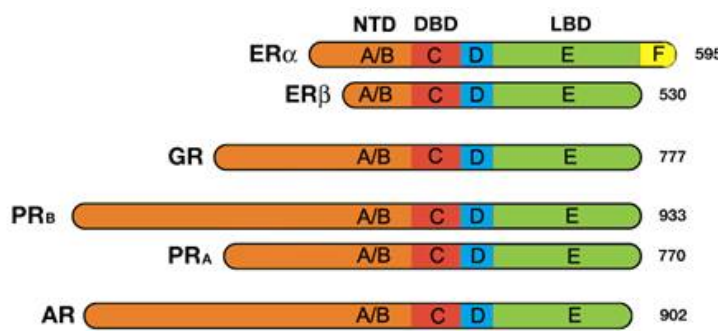 NTD DBD LBD
ERα A/B C D E F 595
ERβ A/B C D E 530
GR A/B C D E 777
PRB A/B C D E 933
PRA A/B C D E 770
AR A/B C D E 902